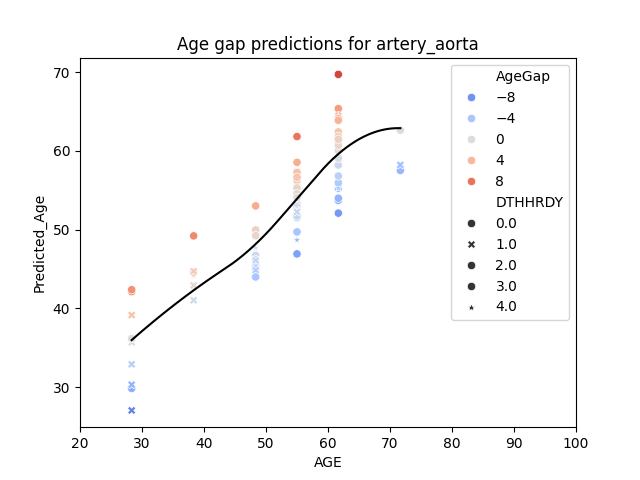 Age gap predictions for artery_aorta
Predicted_Age
70
60
50
40
30
20 30 40 50 60 70 80 90 100
AGE
AgeGap
−8
−4
0
4
8
DTHHRDY
0.0
1.0
2.0
3.0
4.0